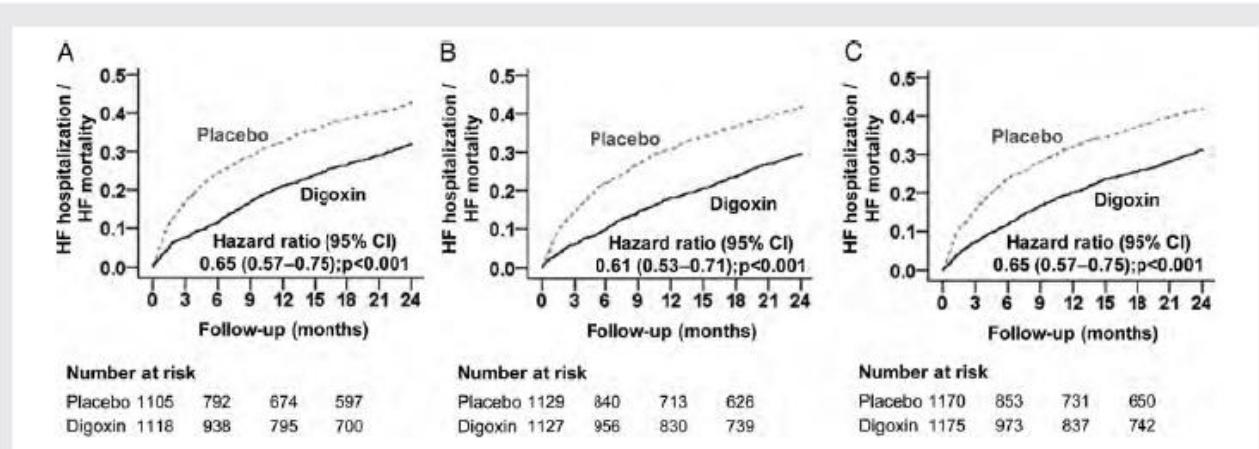 A
HF hospitalization /
HF mortality
0.5
0.4
0.3
0.2
0.1
0.0
Placebo
Digoxin
Hazard ratio (95% CI)
0.65 (0.57–0.75);p<0.001
0 3 6 9 12 15 18 21 24
Follow-up (months)
Number at risk
Placebo 1105 792 674 597
Digoxin 1118 938 795 700
B
HF hospitalization /
HF mortality
0.5
0.4
0.3
0.2
0.1
0.0
Placebo
Digoxin
Hazard ratio (95% CI)
0.61 (0.53–0.71);p<0.001
0 3 6 9 12 15 18 21 24
Follow-up (months)
Number at risk
Placebo 1129 840 713 626
Digoxin 1127 956 830 739
C
HF hospitalization /
HF mortality
0.5
0.4
0.3
0.2
0.1
0.0
Placebo
Digoxin
Hazard ratio (95% CI)
0.65 (0.57–0.75);p<0.001
0 3 6 9 12 15 18 21 24
Follow-up (months)
Number at risk
Placebo 1170 853 731 650
Digoxin 1175 973 837 742